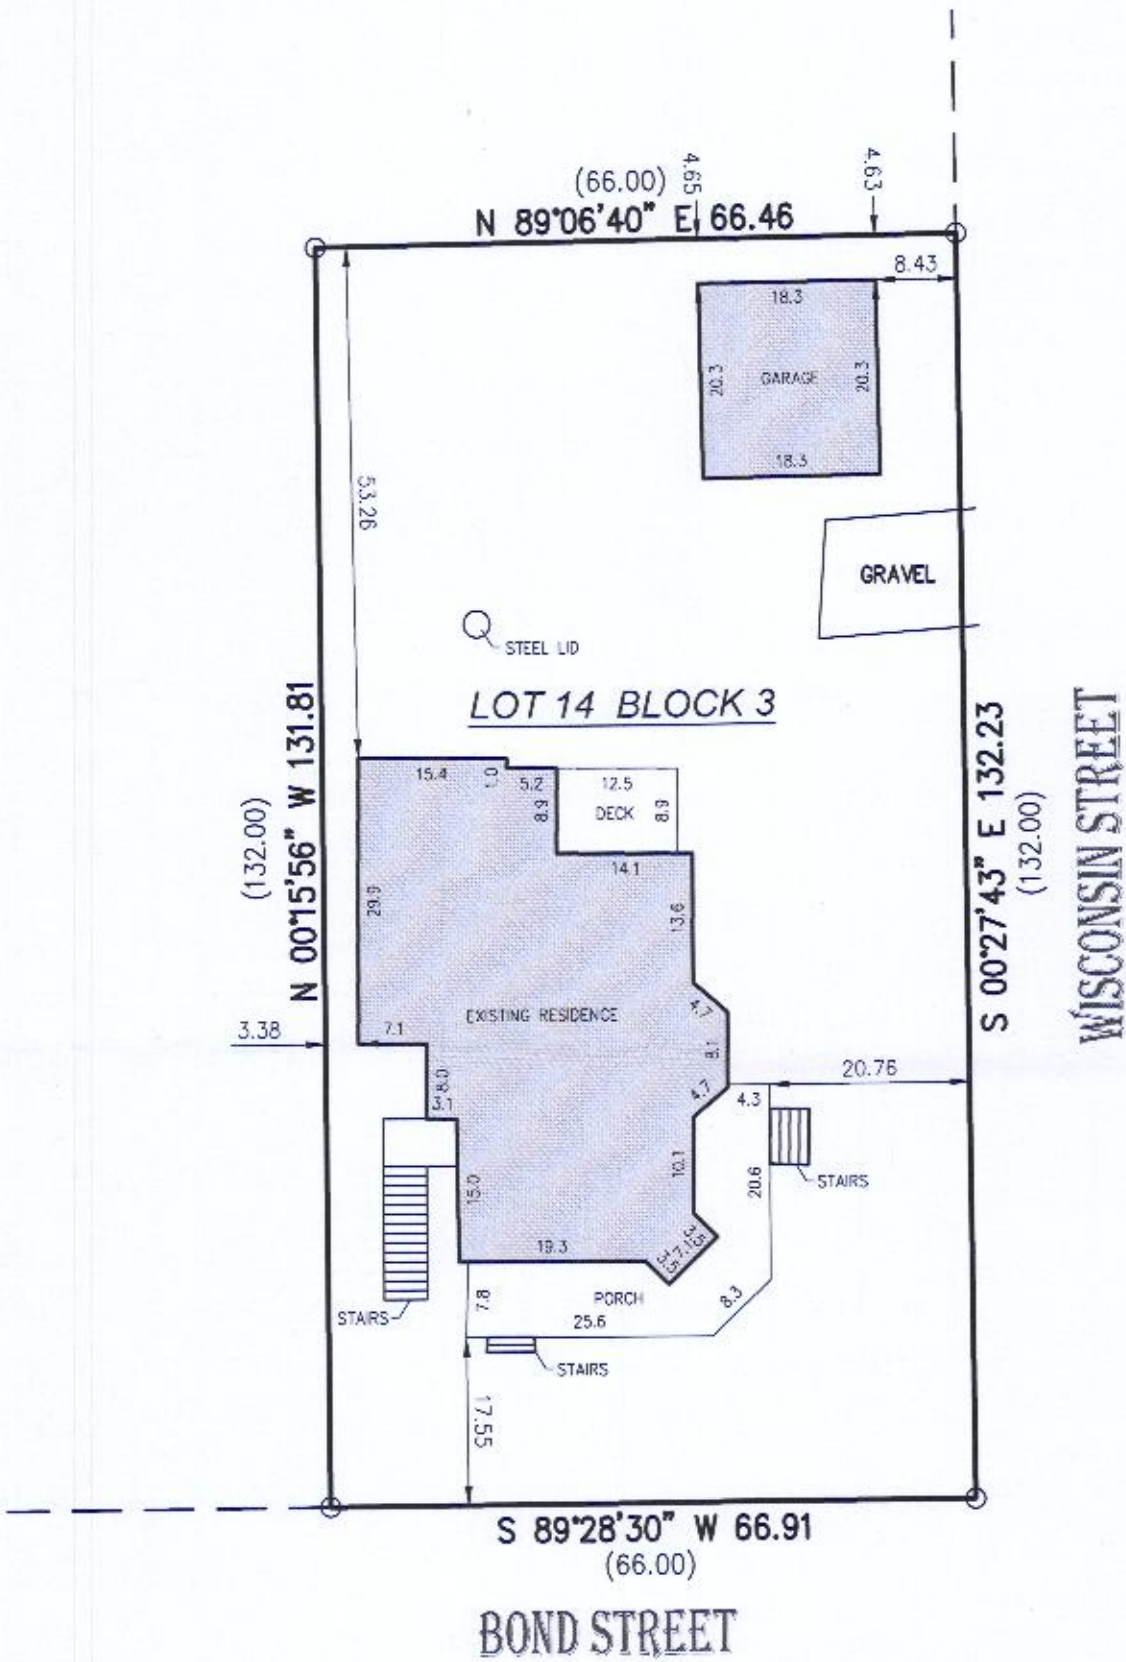 (66.00)
4.65
4.63
N 89°06'40" E 66.46
8.43
18.3
20.3
GARAGE
20.3
18.3
53.26
GRAVEL
STEEL LID
LOT 14 BLOCK 3
N 00°15'56" W 131.81
(132.00)
S 00°27'43" E 132.23
(132.00)
WISCONSIN STREET
15.4
1.0
5.2
8.9
12.5
DECK
8.9
14.1
29.9
13.6
4.7
EXISTING RESIDENCE
3.38
7.1
8.1
8.0
3.1
4.7
20.76
4.3
10.1
20.6
STAIRS
15.0
19.3
3.5
7.1
3.5
STAIRS
7.8
PORCH
8.3
25.6
STAIRS
17.55
S 89°28'30" W 66.91
(66.00)
BOND STREET